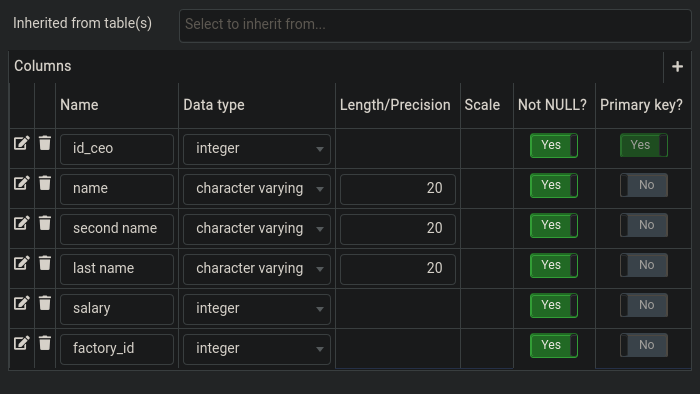 Inherited from table(s) Select to inherit from...
Columns
Name Data type Length/Precision Scale Not NULL? Primary key?
id_ceo integer Yes Yes
name character varying 20 Yes No
second name character varying 20 Yes No
last name character varying 20 Yes No
salary integer Yes No
factory_id integer Yes No